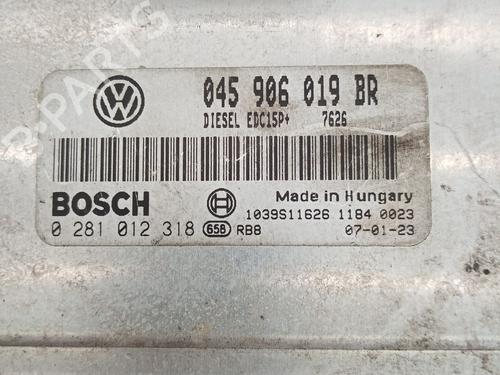 045 906 019 BR
DIESEL EDC15P+ 7626
BOSCH
Made in Hungary
1039S11626 1184 0023
0 281 012 318 658 RB8 07-01-23
B-PARTS